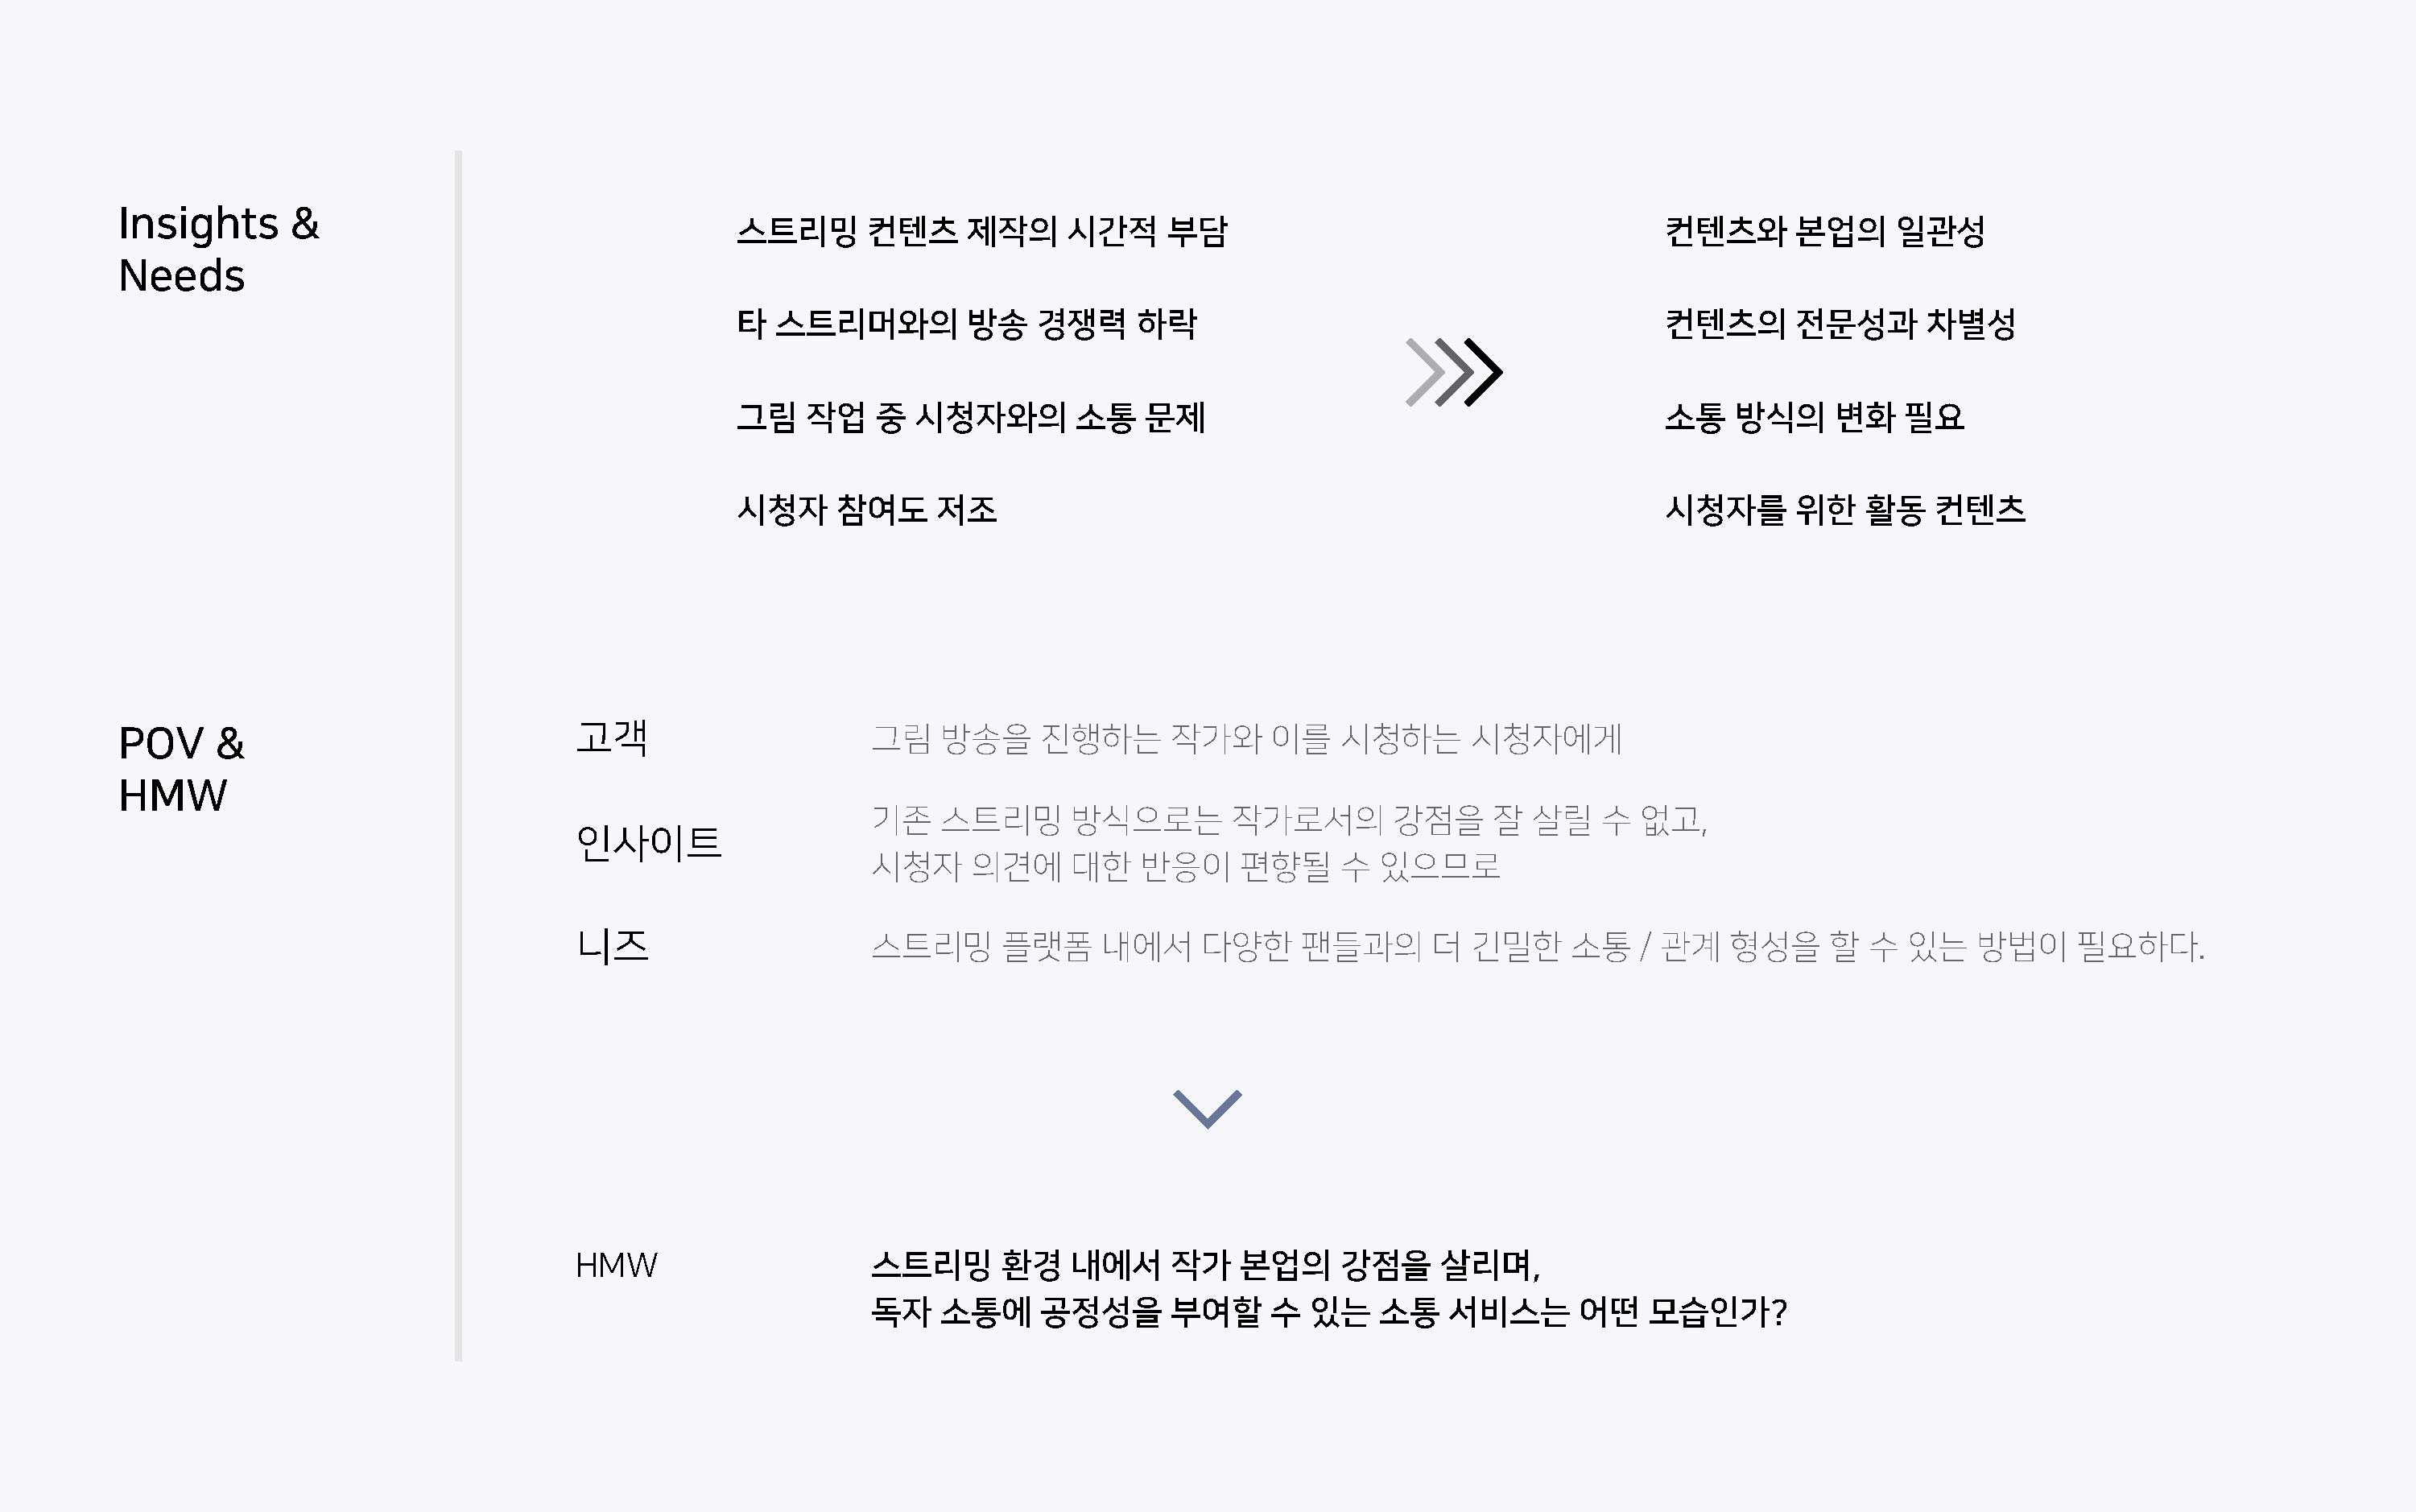 Insights &
Needs
스트리밍 컨텐츠 제작의 시간적 부담
컨텐츠와 본업의 일관성
타 스트리머와의 방송 경쟁력 하락
컨텐츠의 전문성과 차별성
그림 작업 중 시청자와의 소통 문제
소통 방식의 변화 필요
시청자 참여도 저조
시청자를 위한 활동 컨텐츠
POV &
HMW
고객
그림 방송을 진행하는 작가와 이를 시청하는 시청자에게
인사이트
기존 스트리밍 방식으로는 작가로서의 강점을 잘 살릴 수 없고,
시청자 의견에 대한 반응이 편향될 수 있으므로
니즈
스트리밍 플랫폼 내에서 다양한 팬들과의 더 긴밀한 소통 / 관계 형성을 할 수 있는 방법이 필요하다.
HMW
스트리밍 환경 내에서 작가 본업의 강점을 살리며,
독자 소통에 공정성을 부여할 수 있는 소통 서비스는 어떤 모습인가?